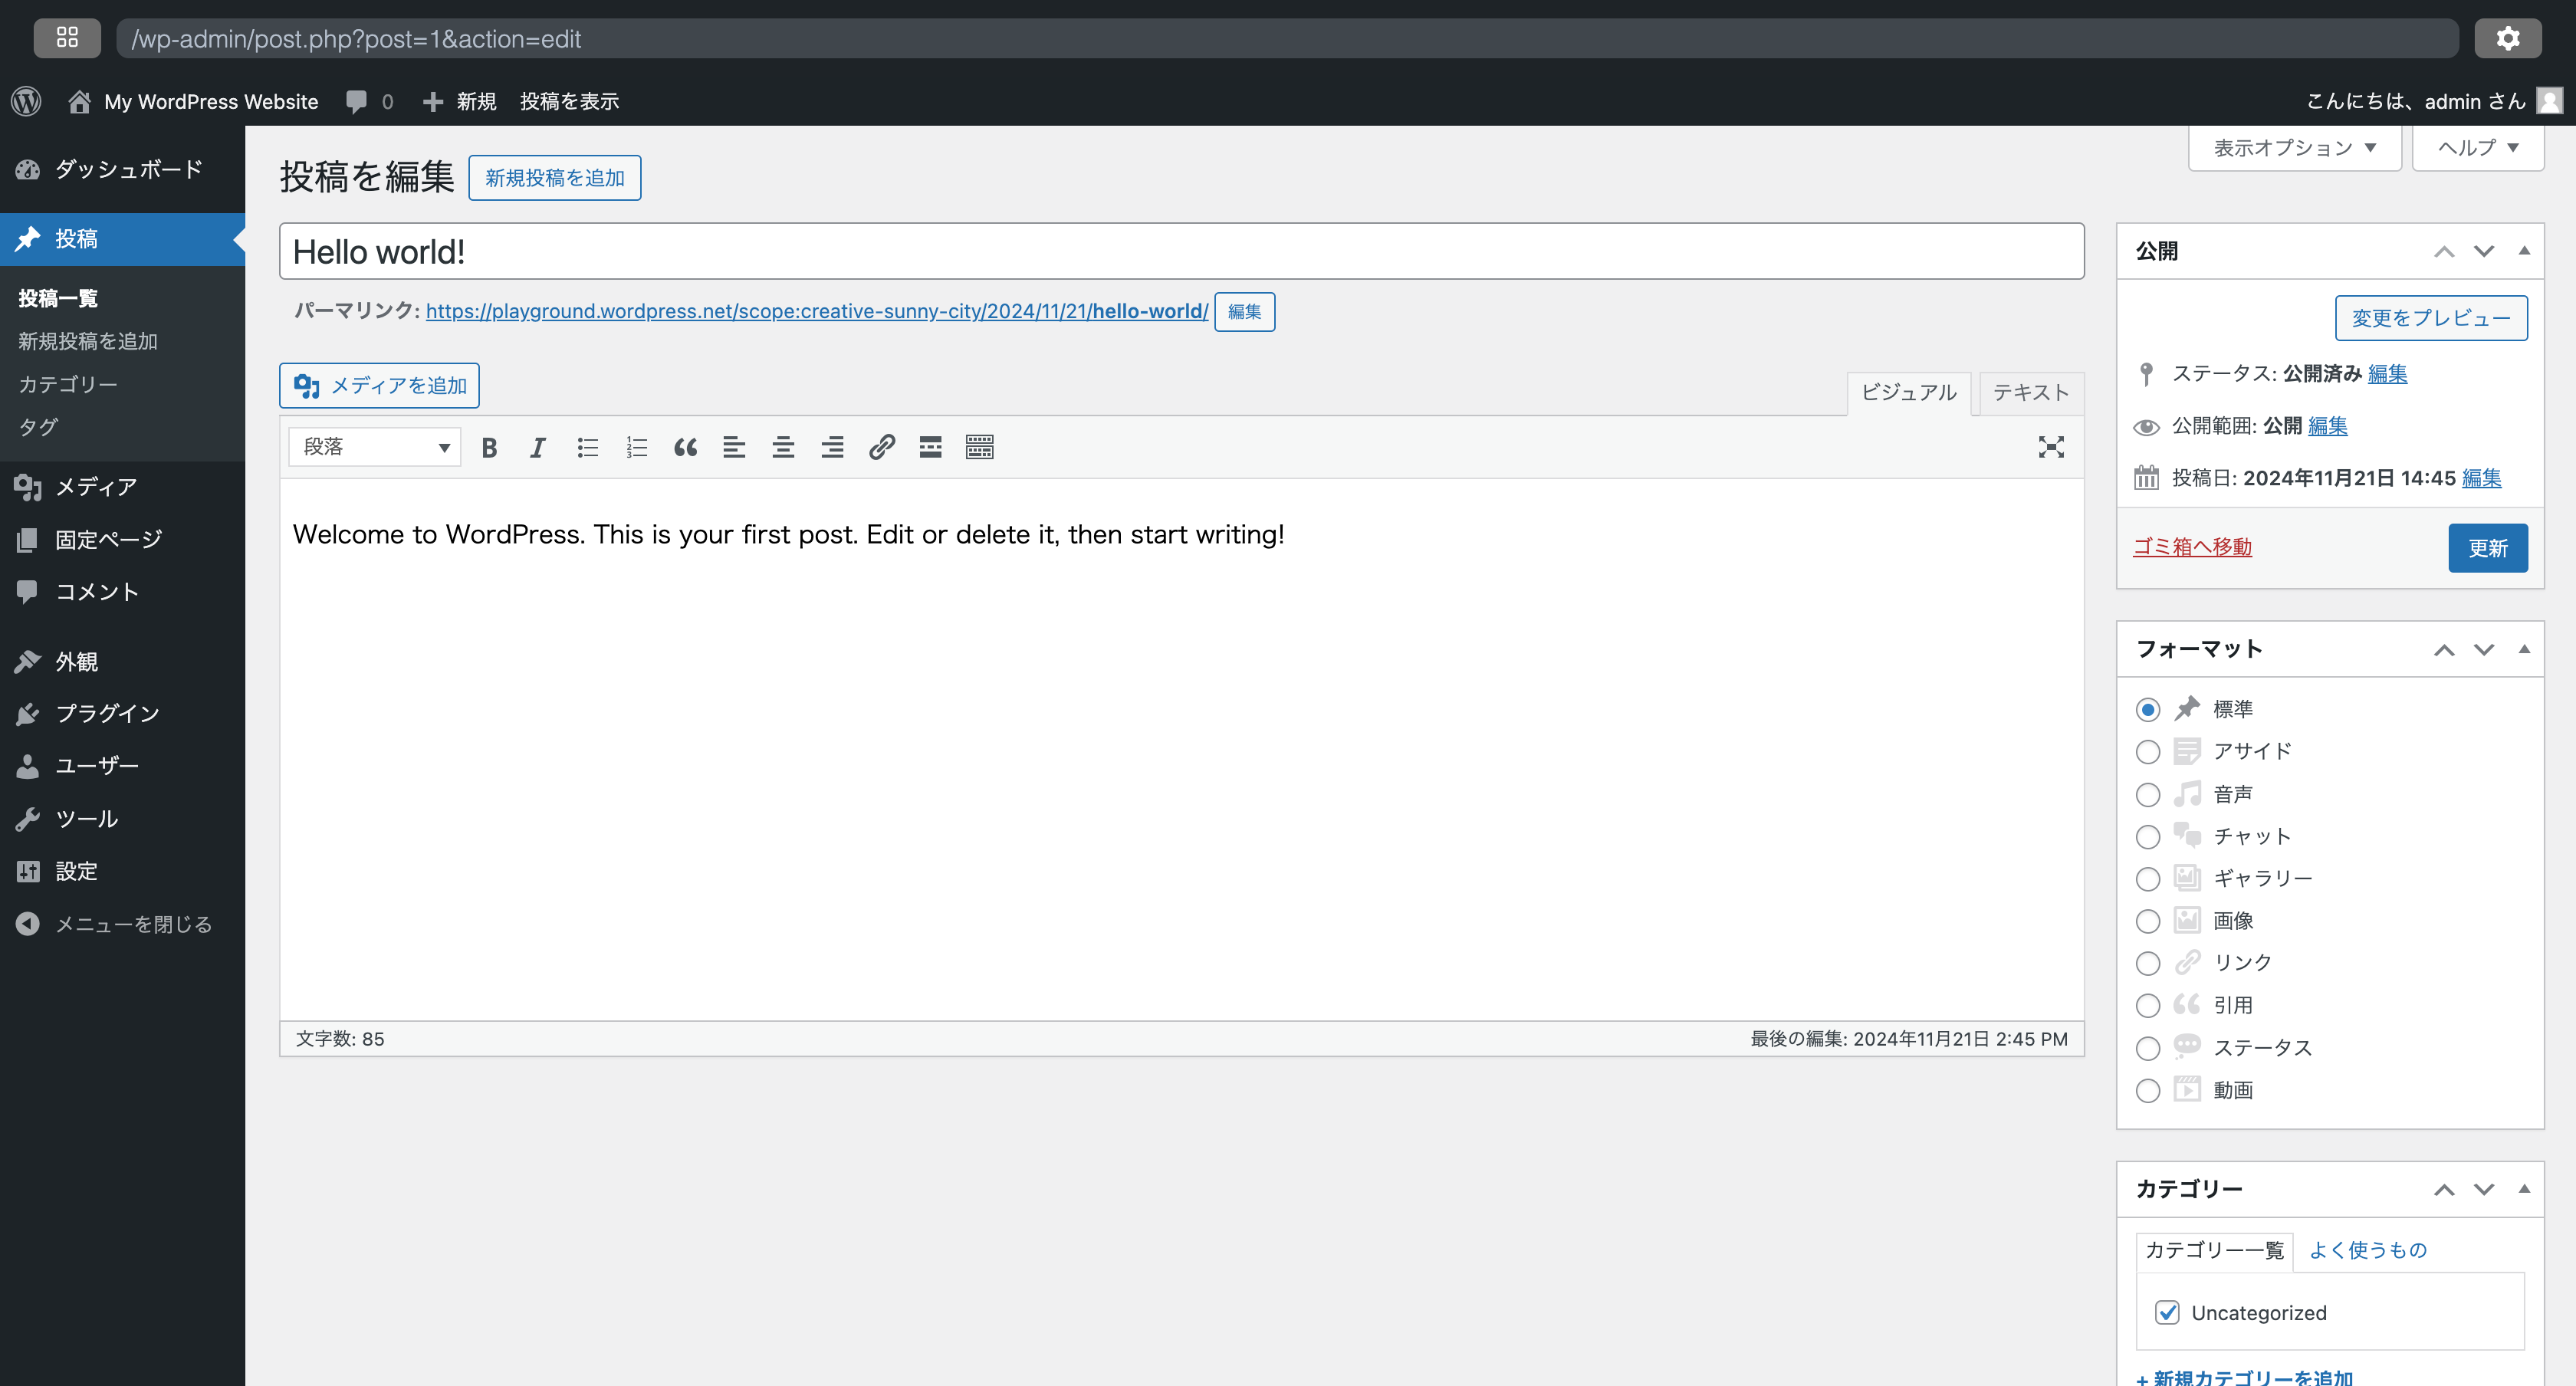 /wp-admin/post.php?post=1&action=edit
My WordPress Website 0 新規 投稿を表示 こんにちは、admin さん
ダッシュボード
投稿
投稿一覧
新規投稿を追加
カテゴリー
タグ
メディア
固定ページ
コメント
外観
プラグイン
ユーザー
ツール
設定
メニューを閉じる
表示オプション ヘルプ
投稿を編集 新規投稿を追加
Hello world!
パーマリンク: https://playground.wordpress.net/scope:creative-sunny-city/2024/11/21/hello-world/ 編集
メディアを追加 ビジュアル テキスト
段落
Welcome to WordPress. This is your first post. Edit or delete it, then start writing!
文字数: 85 最後の編集: 2024年11月21日 2:45 PM
公開
変更をプレビュー
ステータス: 公開済み 編集
公開範囲: 公開 編集
投稿日: 2024年11月21日 14:45 編集
ゴミ箱へ移動 更新
フォーマット
標準
アサイド
音声
チャット
ギャラリー
画像
リンク
引用
ステータス
動画
カテゴリー
カテゴリー一覧 よく使うもの
Uncategorized
+ 新規カテゴリーを追加